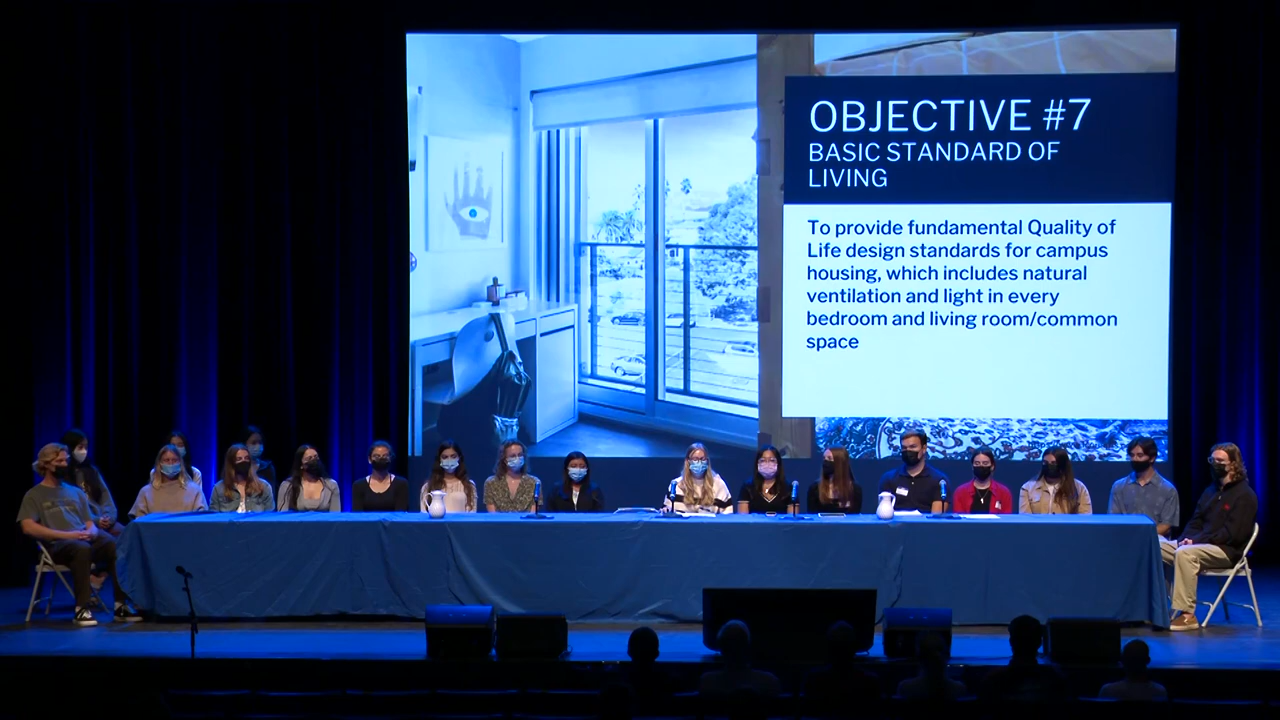 OBJECTIVE #7
BASIC STANDARD OF
LIVING
To provide fundamental Quality of
Life design standards for campus
housing, which includes natural
ventilation and light in every
bedroom and living room/common
space